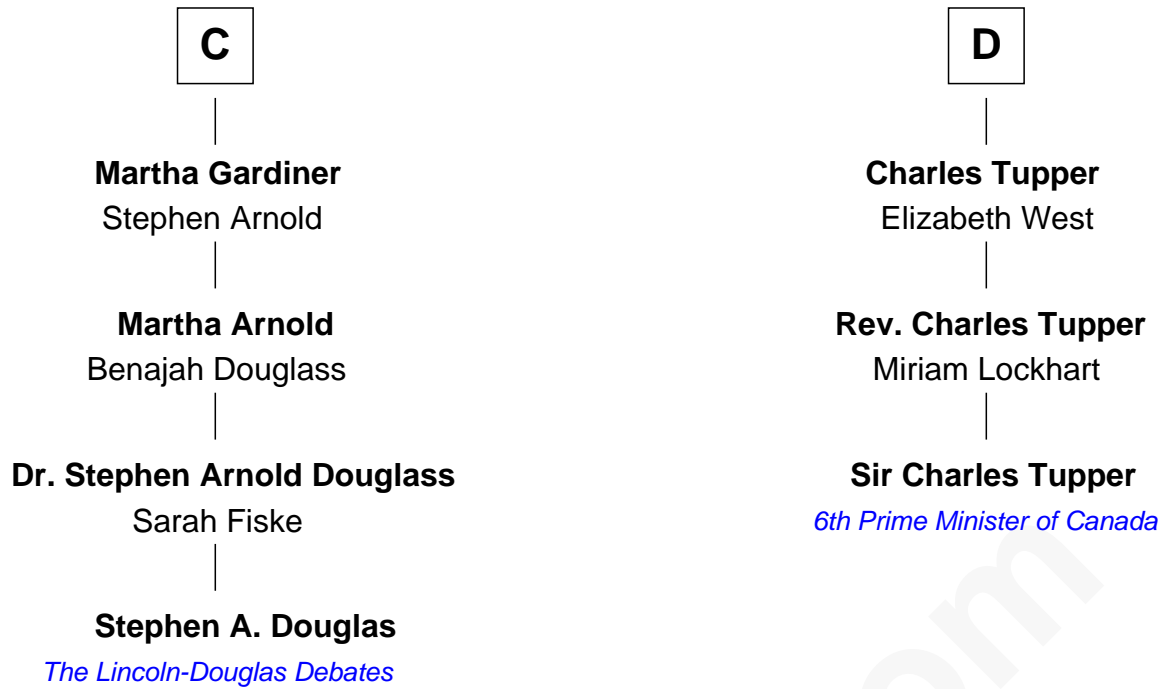 C
Martha Gardiner
Stephen Arnold
Martha Arnold
Benajah Douglass
Dr. Stephen Arnold Douglass
Sarah Fiske
Stephen A. Douglas
The Lincoln-Douglas Debates
D
Charles Tupper
Elizabeth West
Rev. Charles Tupper
Miriam Lockhart
Sir Charles Tupper
6th Prime Minister of Canada
om